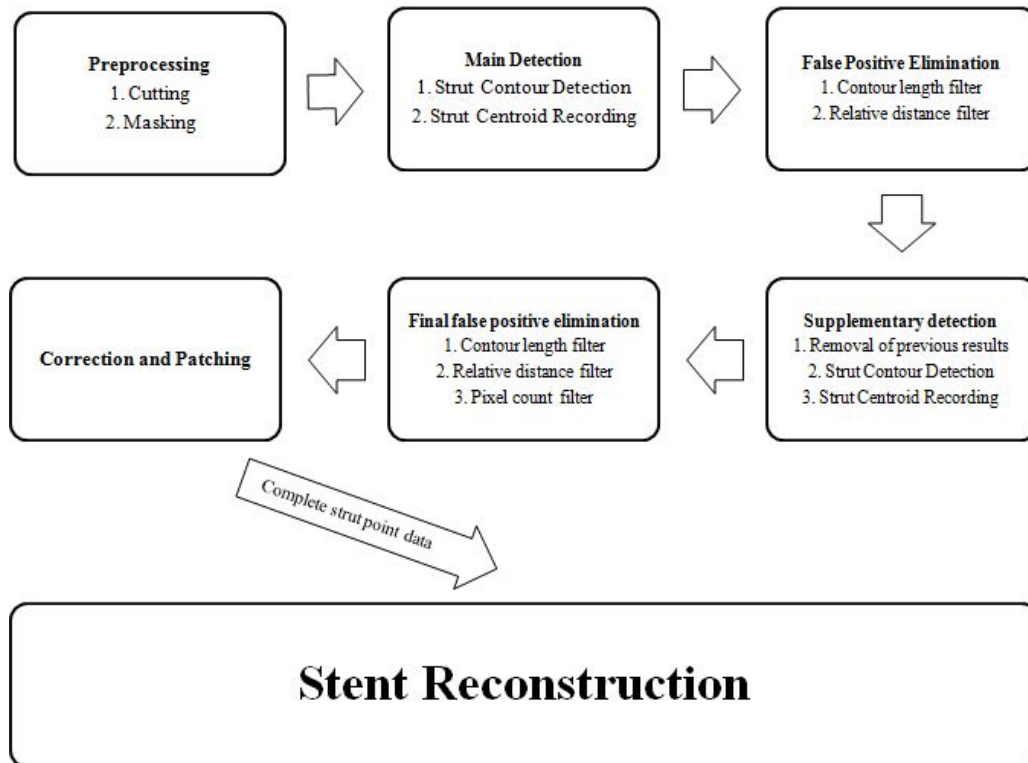 Preprocessing
1. Cutting
2. Masking
Main Detection
1. Strut Contour Detection
2. Strut Centroid Recording
False Positive Elimination
1. Contour length filter
2. Relative distance filter
Supplementary detection
1. Removal of previous results
2. Strut Contour Detection
3. Strut Centroid Recording
Final false positive elimination
1. Contour length filter
2. Relative distance filter
3. Pixel count filter
Correction and Patching
Complete strut point data
Stent Reconstruction